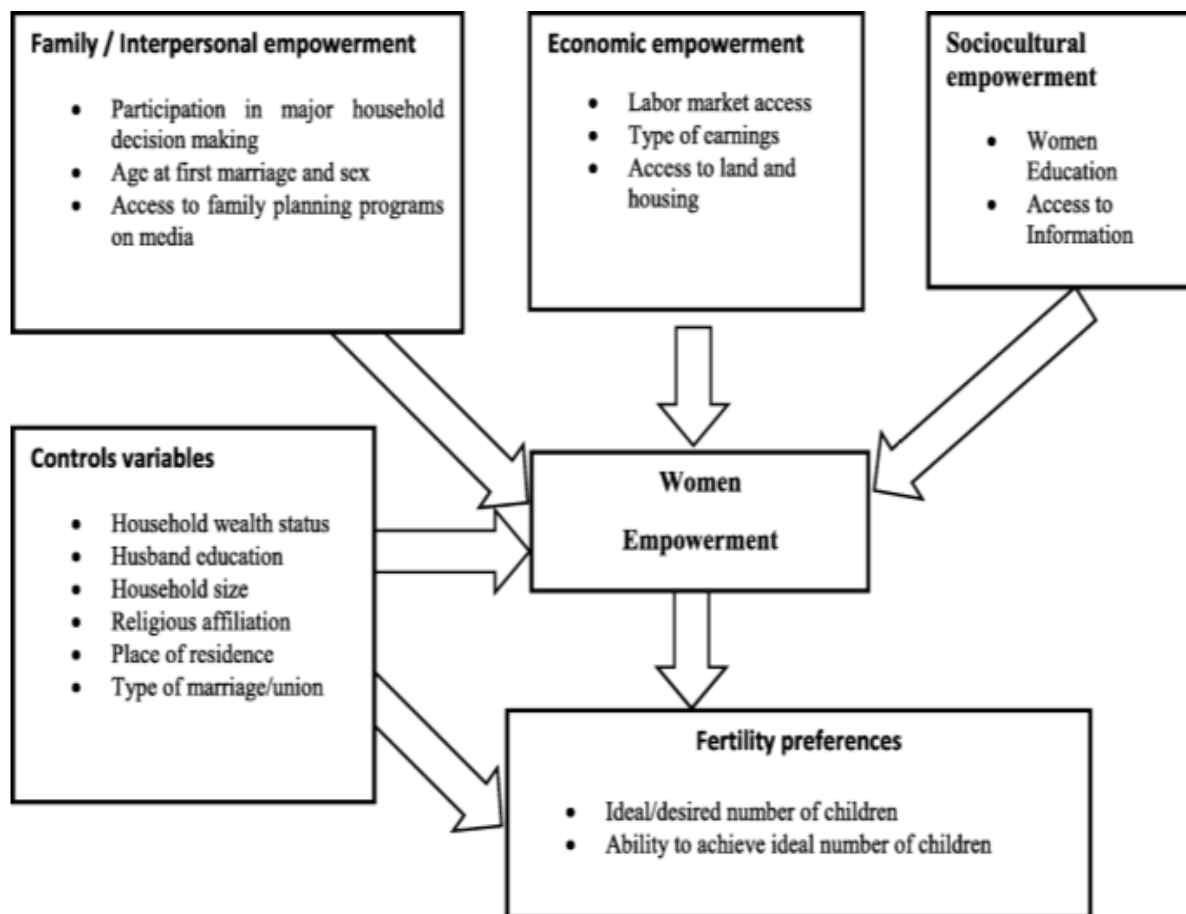 Family / Interpersonal empowerment
• Participation in major household
decision making
• Age at first marriage and sex
• Access to family planning programs
on media
Economic empowerment
• Labor market access
• Type of earnings
• Access to land and
housing
Sociocultural
empowerment
• Women
Education
• Access to
Information
Controls variables
• Household wealth status
• Husband education
• Household size
• Religious affiliation
• Place of residence
• Type of marriage/union
Women
Empowerment
Fertility preferences
• Ideal/desired number of children
• Ability to achieve ideal number of children